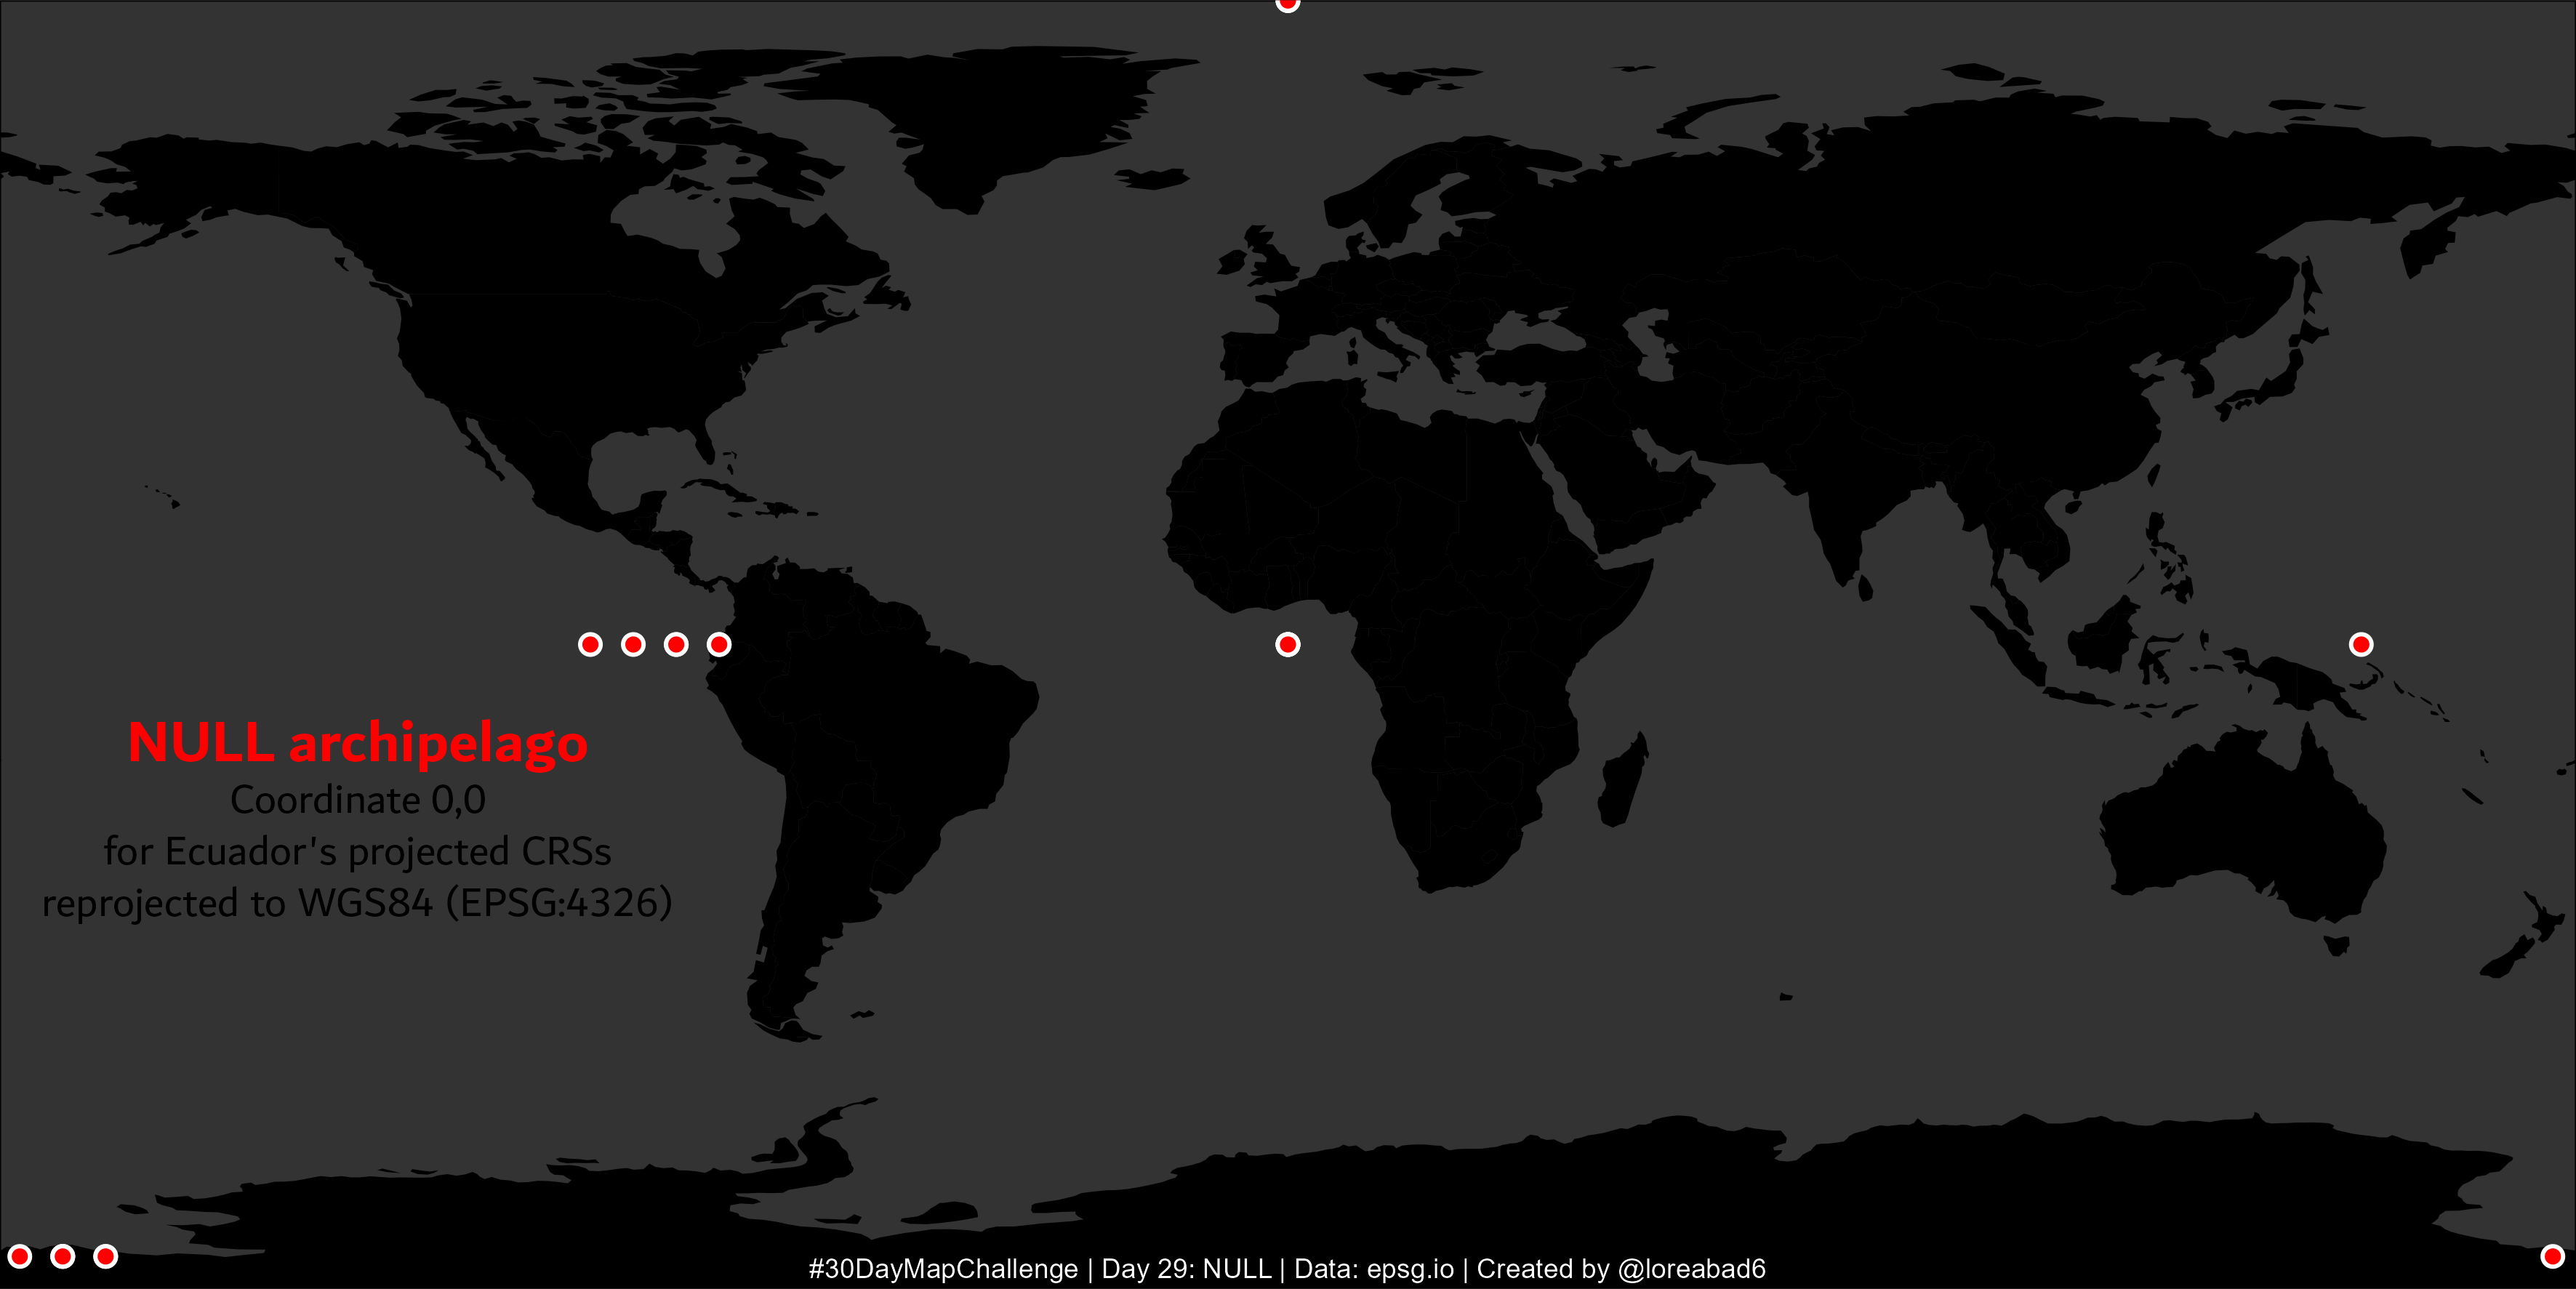 NULL archipelago
Coordinate 0,0
for Ecuador's projected CRSs
reprojected to WGS84 (EPSG:4326)
#30DayMapChallenge | Day 29: NULL | Data: epsg.io | Created by @loreabad6